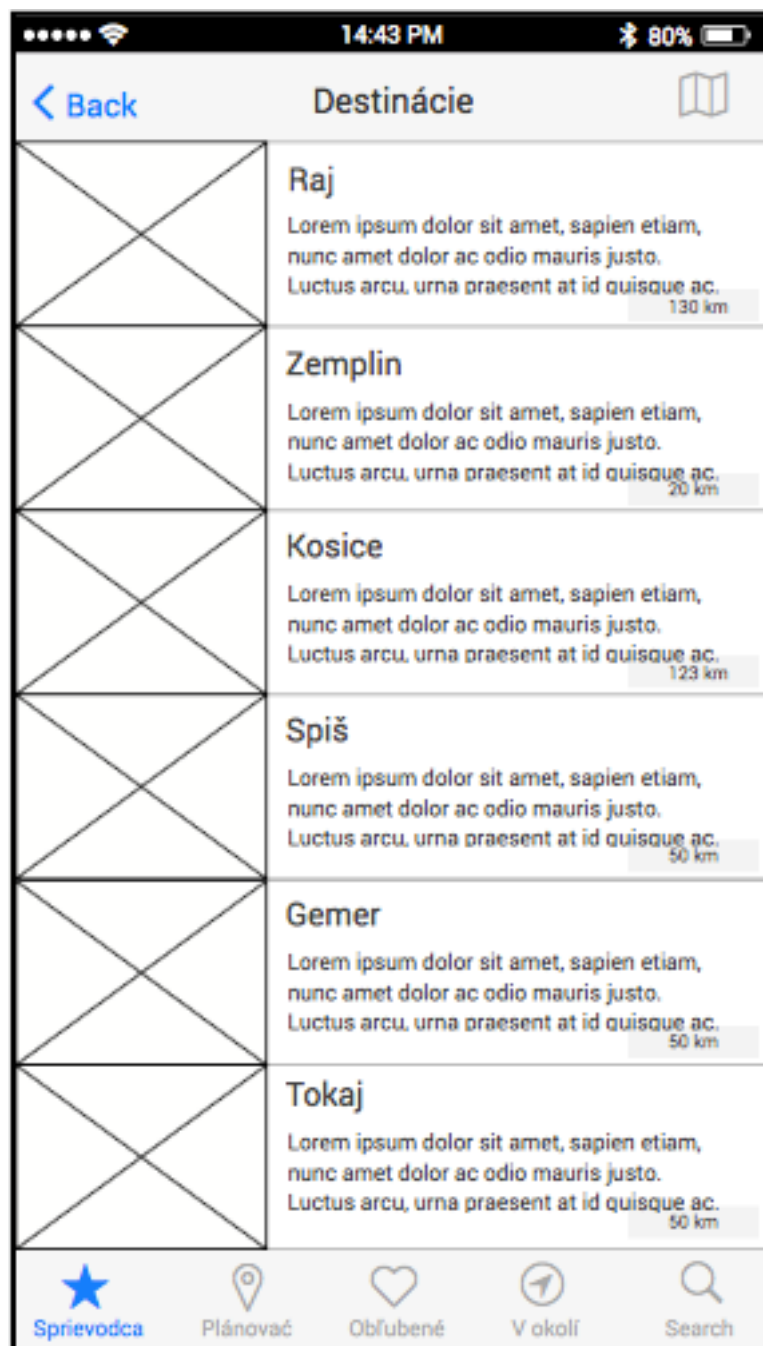 14:43 PM 80%
Back Destinácie
Raj
Lorem ipsum dolor sit amet, sapien etiam,
nunc amet dolor ac odio mauris justo.
Luctus arcu, urna praesent at id quisque ac.
130 km
Zemplin
Lorem ipsum dolor sit amet, sapien etiam,
nunc amet dolor ac odio mauris justo.
Luctus arcu, urna praesent at id quisque ac.
20 km
Kosice
Lorem ipsum dolor sit amet, sapien etiam,
nunc amet dolor ac odio mauris justo.
Luctus arcu, urna praesent at id quisque ac.
123 km
Spiš
Lorem ipsum dolor sit amet, sapien etiam,
nunc amet dolor ac odio mauris justo.
Luctus arcu, urna praesent at id quisque ac.
50 km
Gemer
Lorem ipsum dolor sit amet, sapien etiam,
nunc amet dolor ac odio mauris justo.
Luctus arcu, urna praesent at id quisque ac.
50 km
Tokaj
Lorem ipsum dolor sit amet, sapien etiam,
nunc amet dolor ac odio mauris justo.
Luctus arcu, urna praesent at id quisque ac.
50 km
Sprievodca Plánovač Obľubené V okolí Search